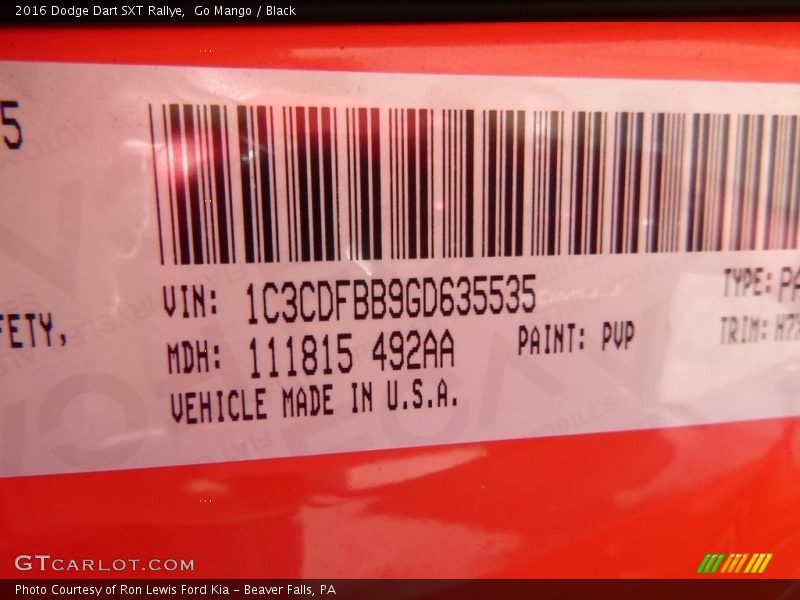 2016 Dodge Dart SXT Rallye,  Go Mango / Black
5
VIN: 1C3CDFBB9GD635535
TYPE: PA
FETY,
MDH: 111815 492AA
PAINT: PVP
TRIM: H7X
VEHICLE MADE IN U.S.A.
GTCARLOT.COM
Photo Courtesy of Ron Lewis Ford Kia – Beaver Falls, PA